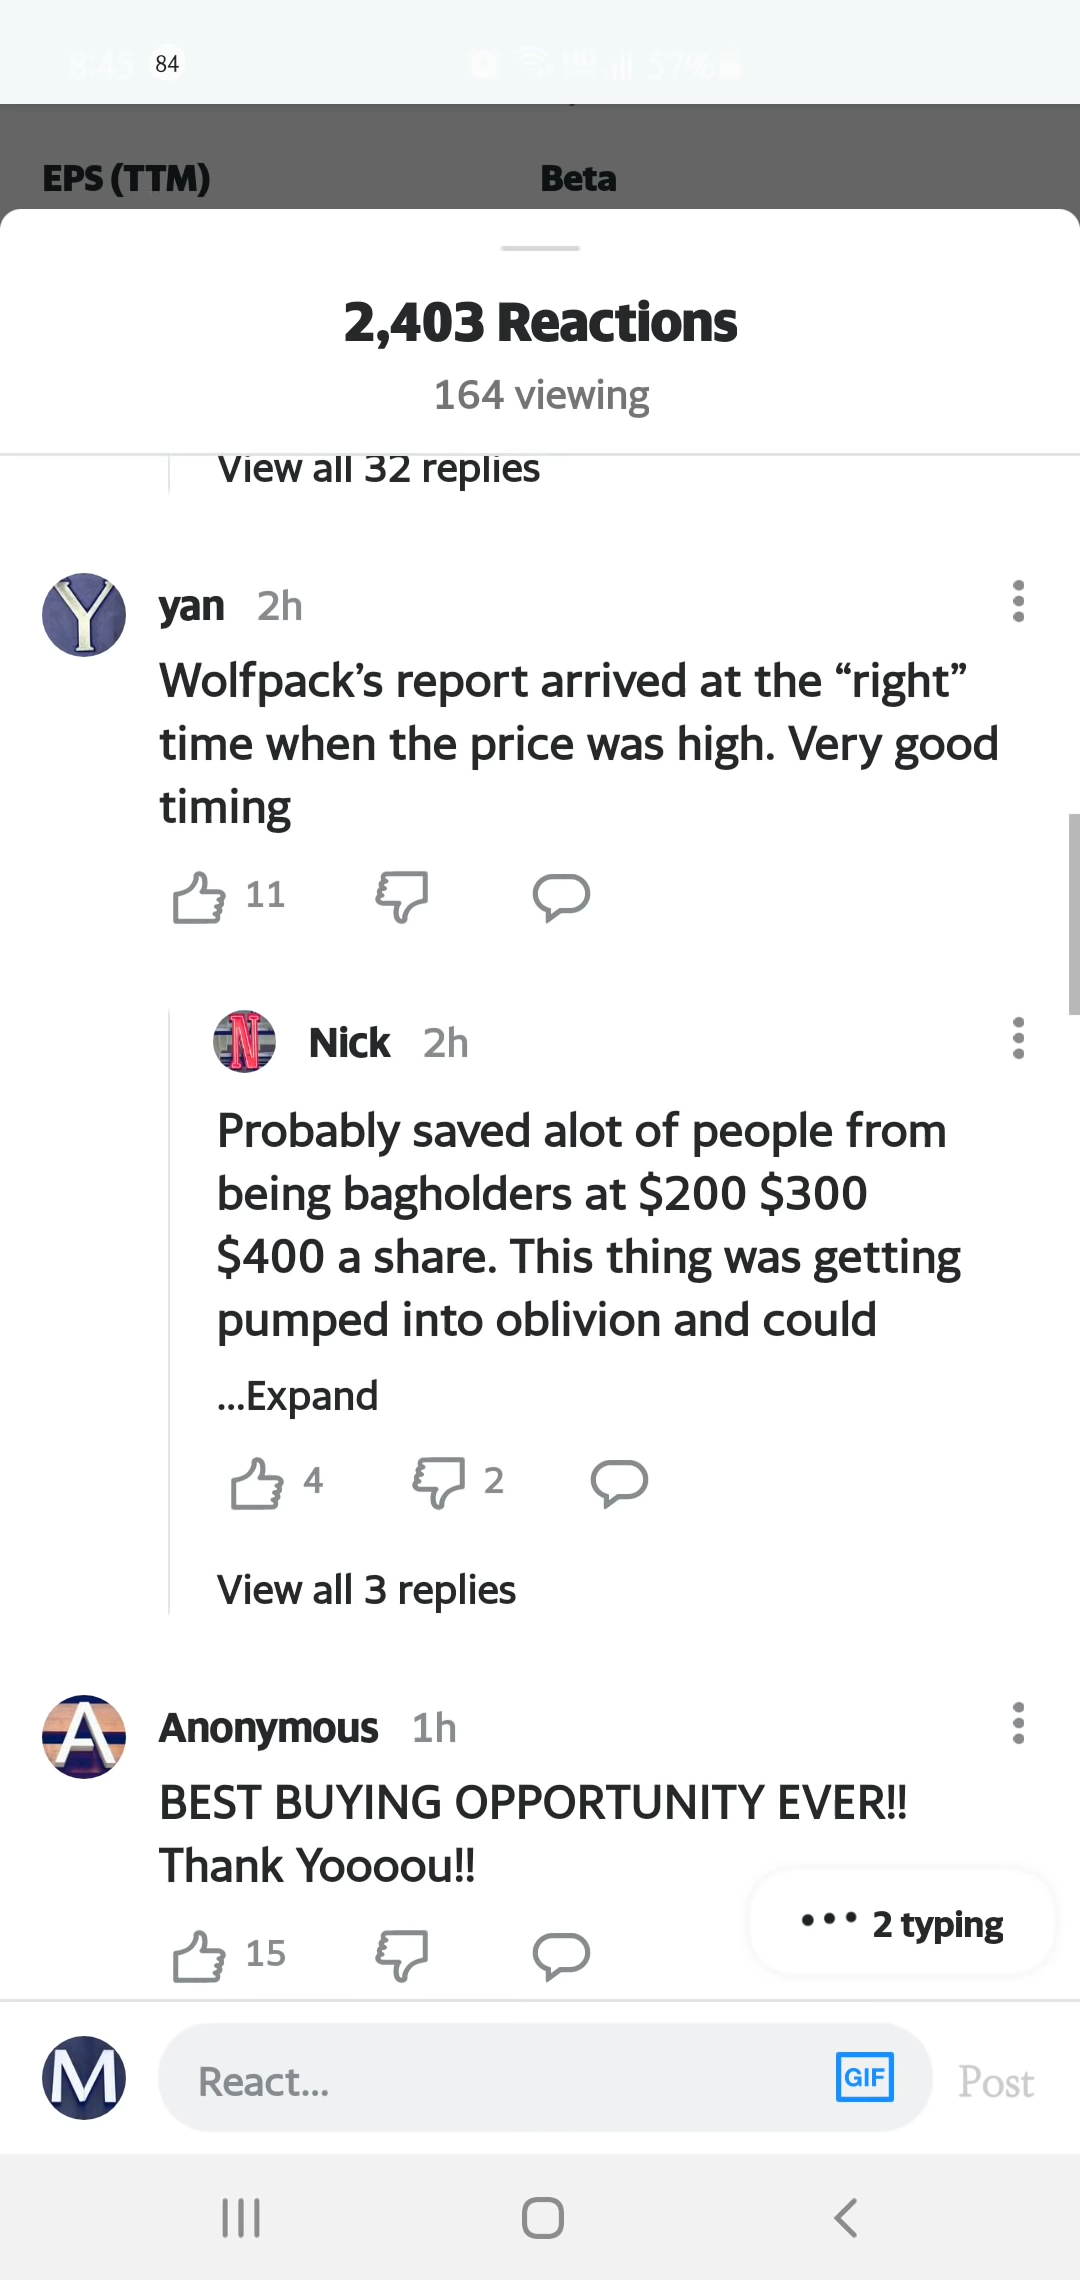 8:45 84 57%
EPS (TTM) Beta
2,403 Reactions
164 viewing
View all 32 replies
Y
yan 2h
Wolfpack’s report arrived at the “right”
time when the price was high. Very good
timing
11
N
Nick 2h
Probably saved alot of people from
being bagholders at $200 $300
$400 a share. This thing was getting
pumped into oblivion and could
...Expand
4 2
View all 3 replies
A
Anonymous 1h
BEST BUYING OPPORTUNITY EVER!!
Thank Yoooou!!
2 typing
15
M
React...
GIF
Post